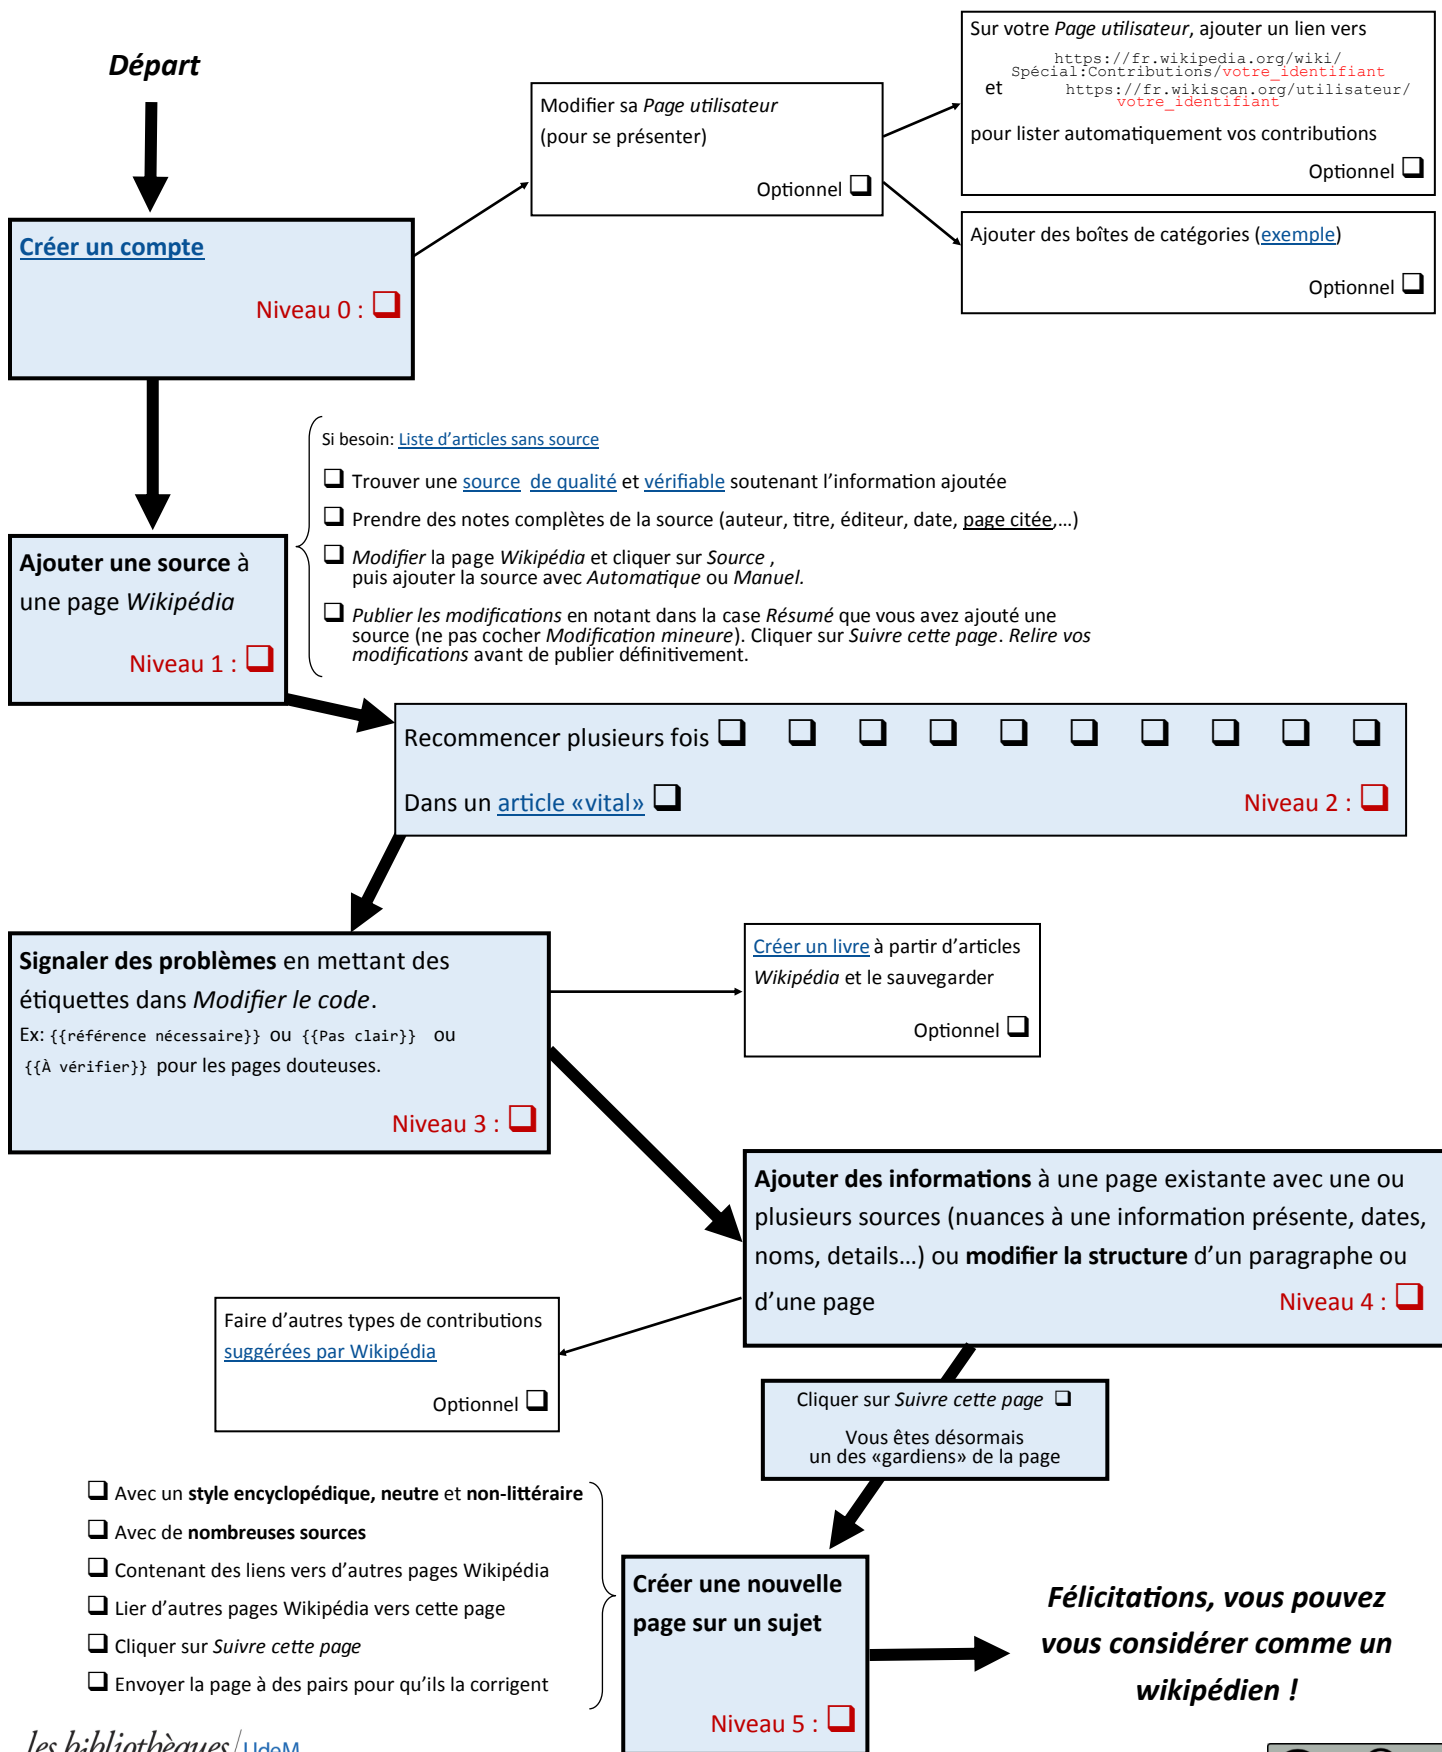 Départ
Créer un compte
Niveau 0 : ❑
Modifier sa Page utilisateur
(pour se présenter)
Optionnel ❑
Sur votre Page utilisateur, ajouter un lien vers
https://fr.wikipedia.org/wiki/
Spécial:Contributions/votre_identifiant
et https://fr.wikiscan.org/utilisateur/
votre_identifiant
pour lister automatiquement vos contributions
Optionnel ❑
Ajouter des boîtes de catégories (exemple)
Optionnel ❑
Ajouter une source à
une page Wikipédia
Niveau 1 : ❑
Si besoin: Liste d’articles sans source
❑ Trouver une source de qualité et vérifiable soutenant l’information ajoutée
❑ Prendre des notes complètes de la source (auteur, titre, éditeur, date, page citée,...)
❑ Modifier la page Wikipédia et cliquer sur Source ,
puis ajouter la source avec Automatique ou Manuel.
❑ Publier les modifications en notant dans la case Résumé que vous avez ajouté une
source (ne pas cocher Modification mineure). Cliquer sur Suivre cette page. Relire vos
modifications avant de publier définitivement.
Recommencer plusieurs fois ❑ ❑ ❑ ❑ ❑ ❑ ❑ ❑ ❑ ❑
Dans un article «vital» ❑ Niveau 2 : ❑
Signaler des problèmes en mettant des
étiquettes dans Modifier le code.
Ex: {{référence nécessaire}} ou {{Pas clair}} ou
{{À vérifier}} pour les pages douteuses.
Niveau 3 : ❑
Créer un livre à partir d’articles
Wikipédia et le sauvegarder
Optionnel ❑
Ajouter des informations à une page existante avec une ou
plusieurs sources (nuances à une information présente, dates,
noms, details…) ou modifier la structure d’un paragraphe ou
d’une page Niveau 4 : ❑
Faire d’autres types de contributions
suggérées par Wikipédia
Optionnel ❑
Cliquer sur Suivre cette page ❑
Vous êtes désormais
un des «gardiens» de la page
❑ Avec un style encyclopédique, neutre et non-littéraire
❑ Avec de nombreuses sources
❑ Contenant des liens vers d’autres pages Wikipédia
❑ Lier d’autres pages Wikipédia vers cette page
❑ Cliquer sur Suivre cette page
❑ Envoyer la page à des pairs pour qu’ils la corrigent
Créer une nouvelle
page sur un sujet
Niveau 5 : ❑
Félicitations, vous pouvez
vous considérer comme un
wikipédien !
les bibliothèques/UdeM